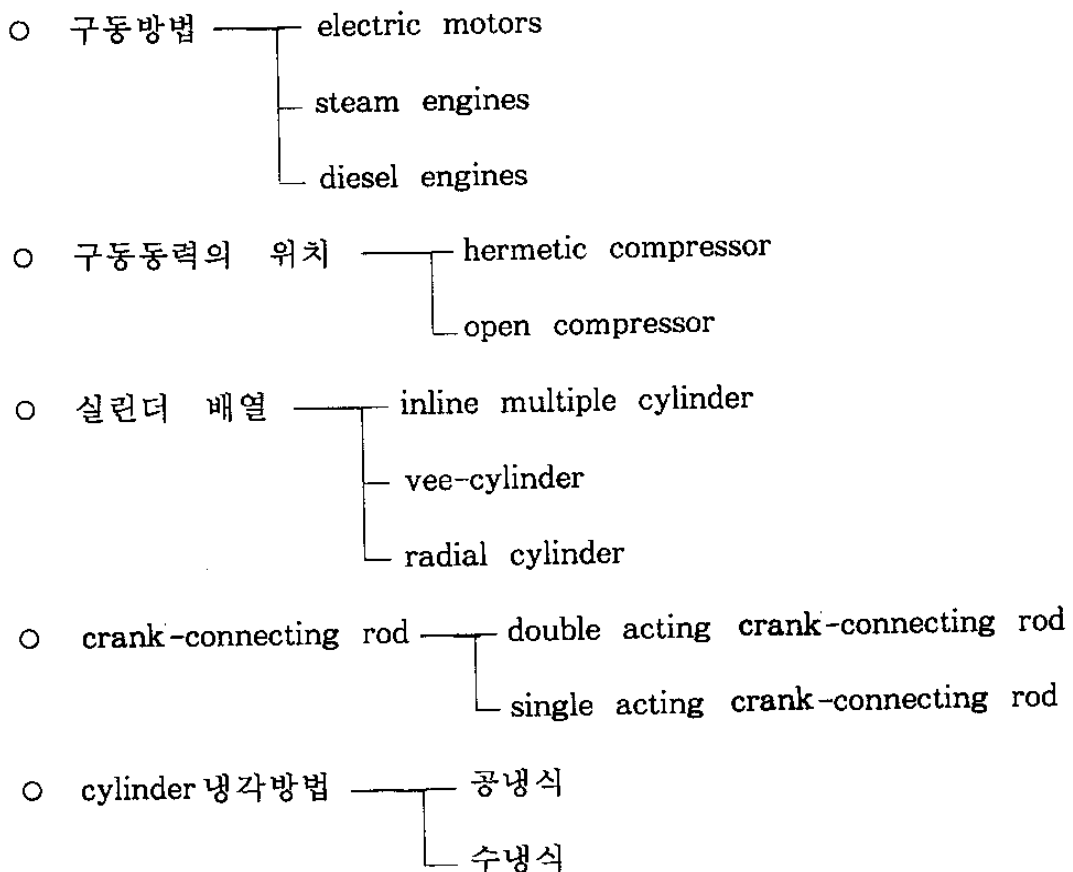 ○ 구동방법 electric motors
steam engines
diesel engines
○ 구동동력의 위치 hermetic compressor
open compressor
○ 실린더 배열 inline multiple cylinder
vee-cylinder
radial cylinder
○ crank-connecting rod double acting crank-connecting rod
single acting crank-connecting rod
○ cylinder 냉각방법 공냉식
수냉식